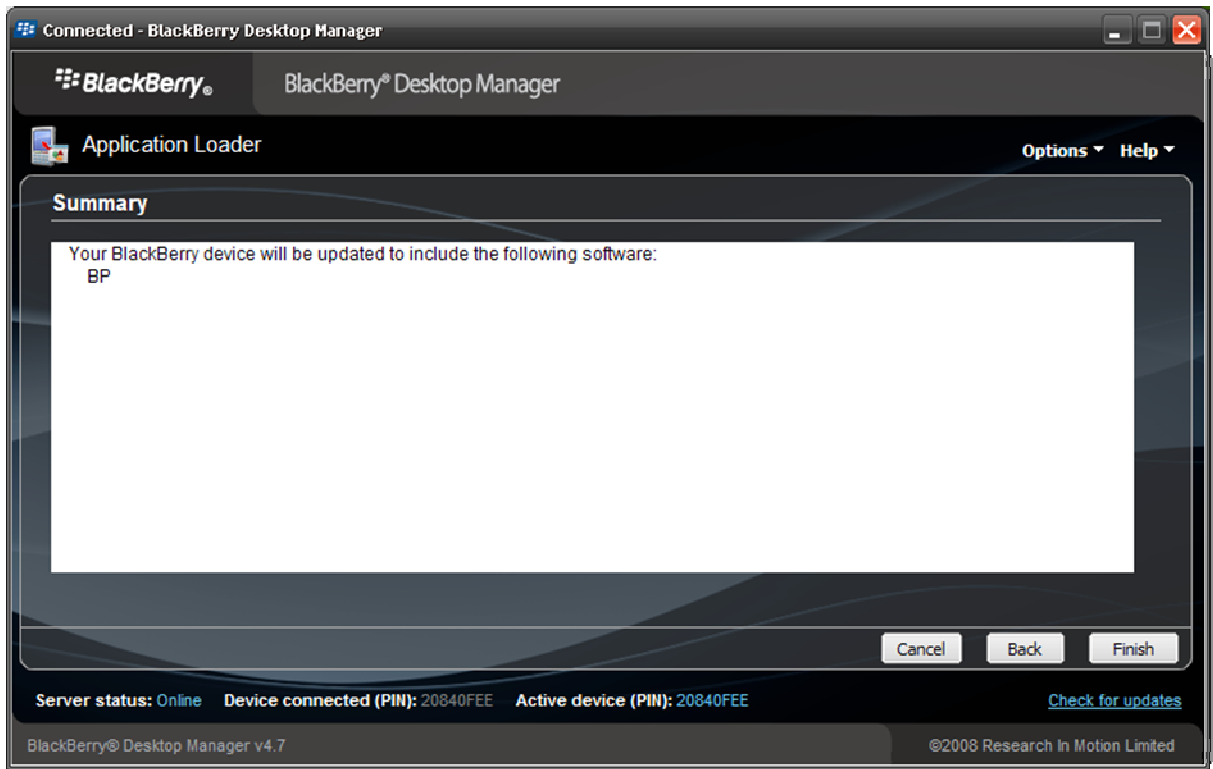 Connected - BlackBerry Desktop Manager
BlackBerry® BlackBerry® Desktop Manager
Application Loader
Options Help
Summary
Your BlackBerry device will be updated to include the following software:
BP
Cancel Back Finish
Server status: Online Device connected (PIN): 20840FEE Active device (PIN): 20840FEE Check for updates
BlackBerry® Desktop Manager v4.7 ©2008 Research In Motion Limited